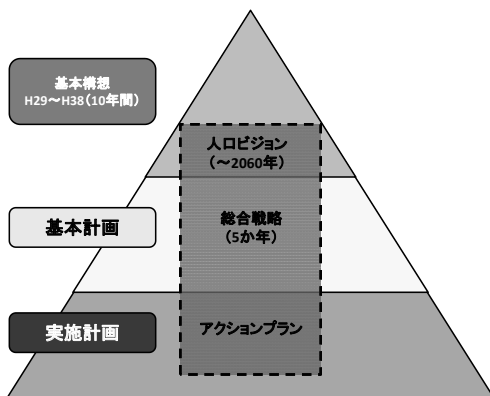 基本構想
H29～H38(10年間)
人口ビジョン
(～2060年)
基本計画
総合戦略
(5か年)
実施計画
アクションプラン